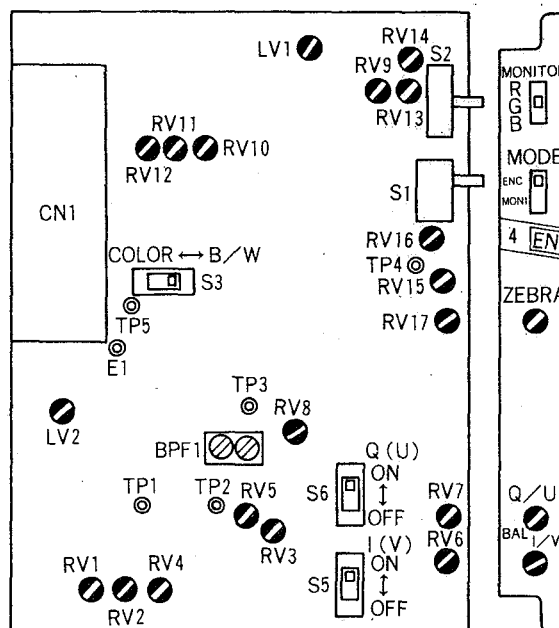 LV1
RV14
S2
RV9
RV13
MONITOR
R
G
B
RV11
RV12
RV10
MODE
ENC
MONI
CN1
S1
4 EN
RV16
COLOR ↔ B/W
TP4
S3
RV15
ZEBRA
TP5
RV17
E1
TP3
RV8
LV2
BPF1
Q (U)
ON
↕
OFF
S6
TP1
TP2
RV5
RV3
RV7
Q/U
RV6
BAL
I/V
I (V)
ON
↕
OFF
S5
RV1
RV4
RV2